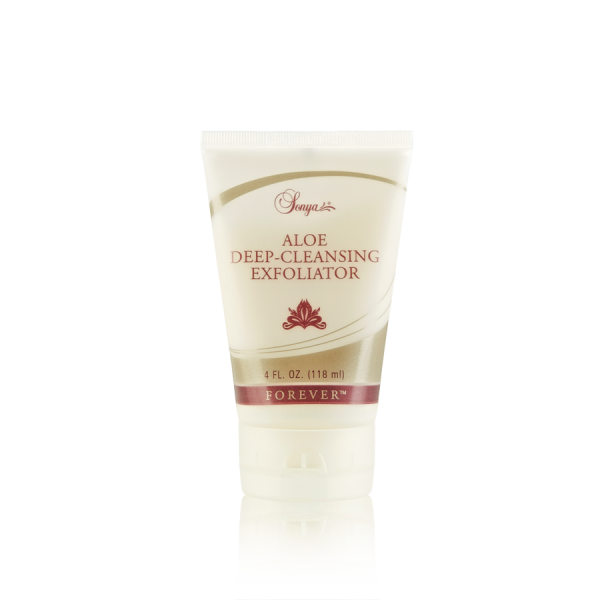 Sonya
ALOE
DEEP-CLEANSING
EXFOLIATOR
4 FL. OZ. (118 ml)
FOREVER™